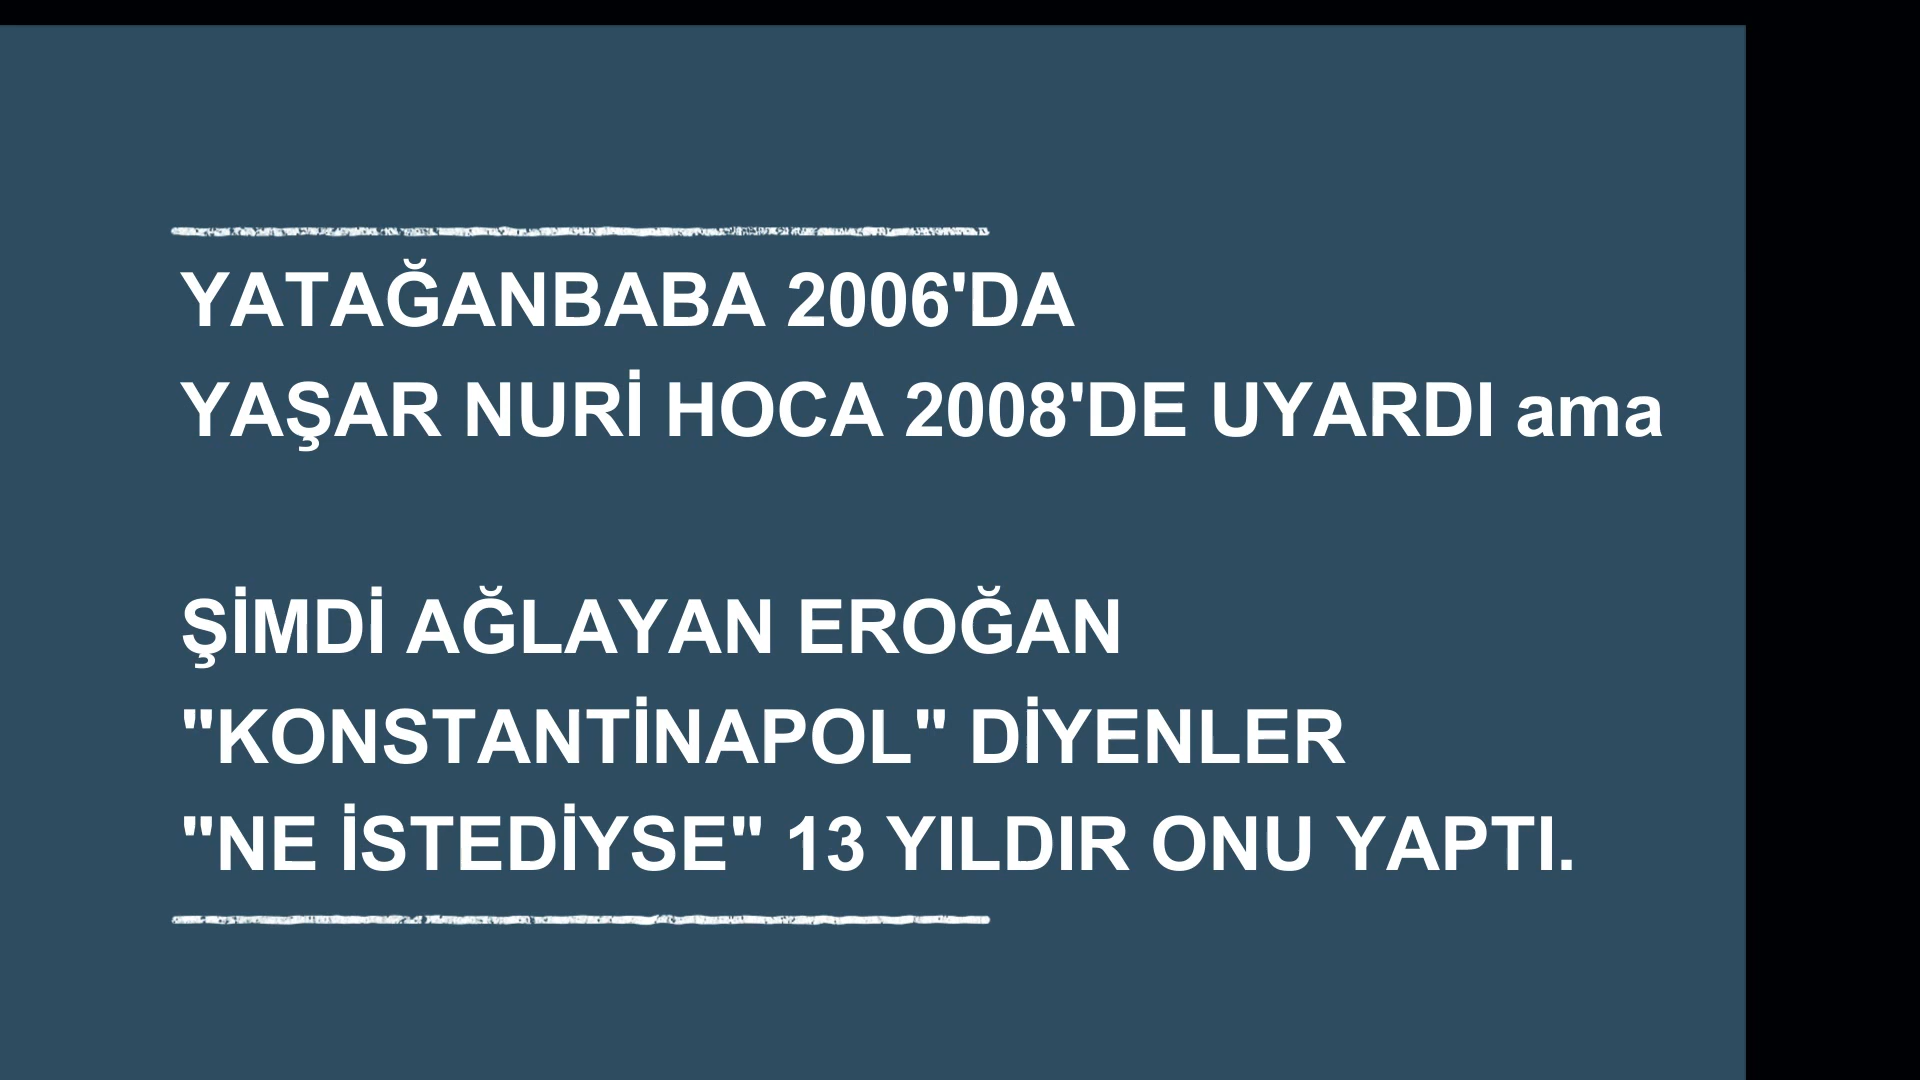 YATAĞANBABA 2006'DA
YAŞAR NURİ HOCA 2008'DE UYARDI ama
ŞİMDİ AĞLAYAN EROĞAN
"KONSTANTİNAPOL" DİYENLER
"NE İSTEDİYSE" 13 YILDIR ONU YAPTI.